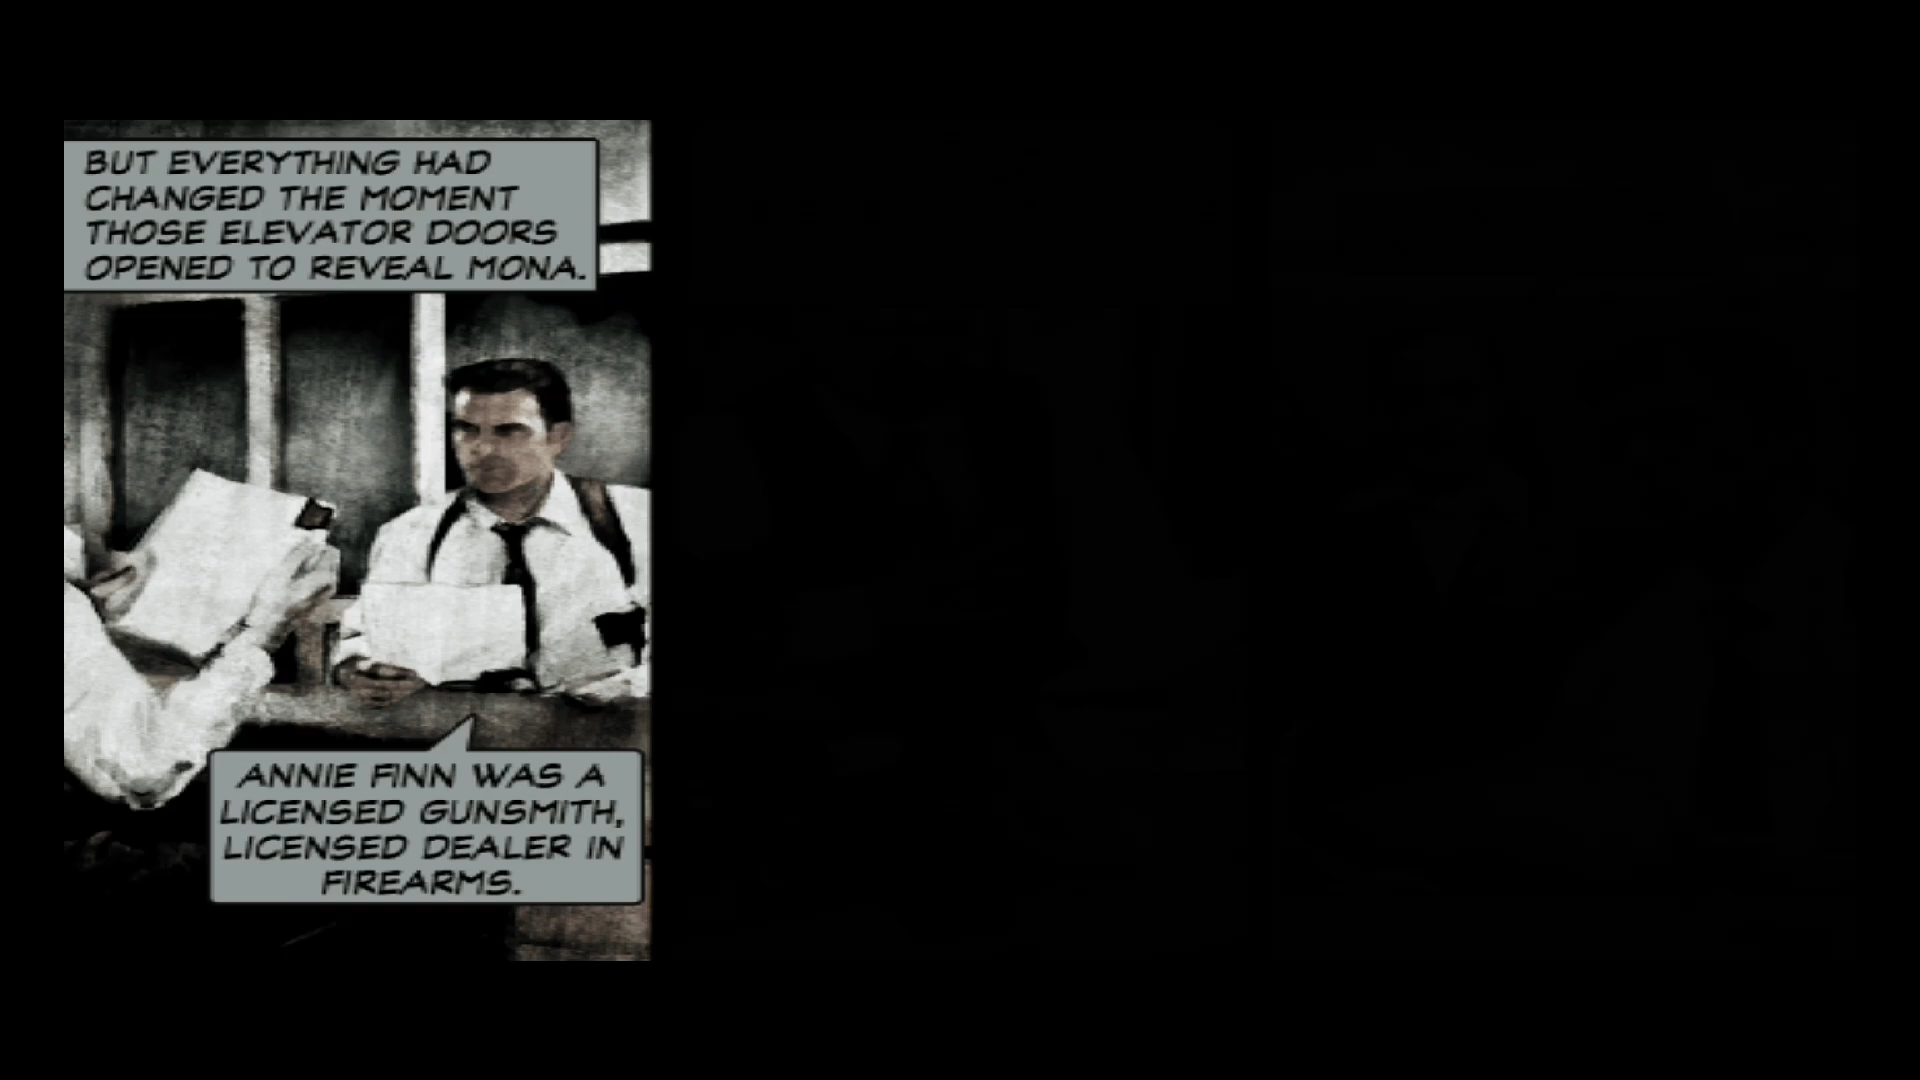 BUT EVERYTHING HAD
CHANGED THE MOMENT
THOSE ELEVATOR DOORS
OPENED TO REVEAL MONA.
ANNIE FINN WAS A
LICENSED GUNSMITH,
LICENSED DEALER IN
FIREARMS.